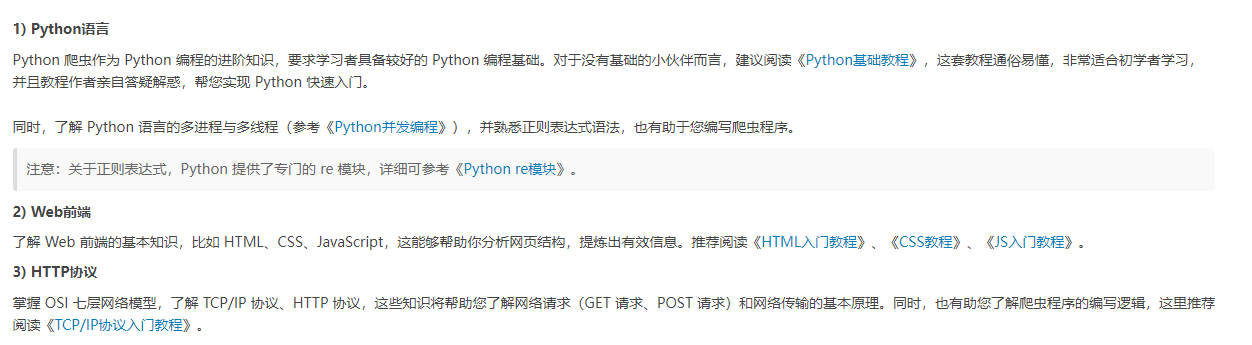 1) Python语言
Python 爬虫作为 Python 编程的进阶知识，要求学习者具备较好的 Python 编程基础。对于没有基础的小伙伴而言，建议阅读《Python基础教程》，这套教程通俗易懂，非常适合初学者学习，
并且教程作者亲自答疑解惑，帮您实现 Python 快速入门。
同时，了解 Python 语言的多进程与多线程（参考《Python并发编程》），并熟悉正则表达式语法，也有助于您编写爬虫程序。
注意：关于正则表达式，Python 提供了专门的 re 模块，详细可参考《Python re模块》。
2) Web前端
了解 Web 前端的基本知识，比如 HTML、CSS、JavaScript，这能够帮助你分析网页结构，提炼出有效信息。推荐阅读《HTML入门教程》、《CSS教程》、《JS入门教程》。
3) HTTP协议
掌握 OSI 七层网络模型，了解 TCP/IP 协议、HTTP 协议，这些知识将帮助您了解网络请求（GET 请求、POST 请求）和网络传输的基本原理。同时，也有助您了解爬虫程序的编写逻辑，这里推荐
阅读《TCP/IP协议入门教程》。